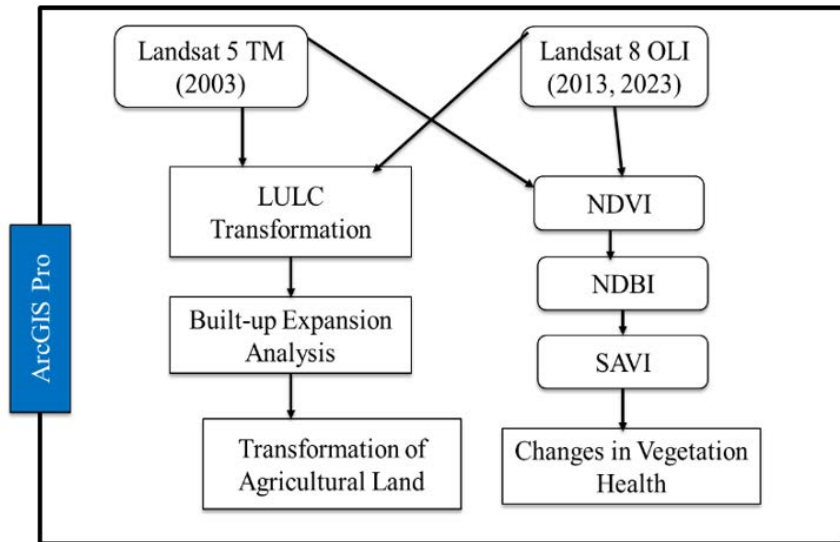 Landsat 5 TM
(2003)
Landsat 8 OLI
(2013, 2023)
LULC
Transformation
NDVI
NDBI
Built-up Expansion
Analysis
SAVI
Transformation of
Agricultural Land
Changes in Vegetation
Health
ArcGIS Pro